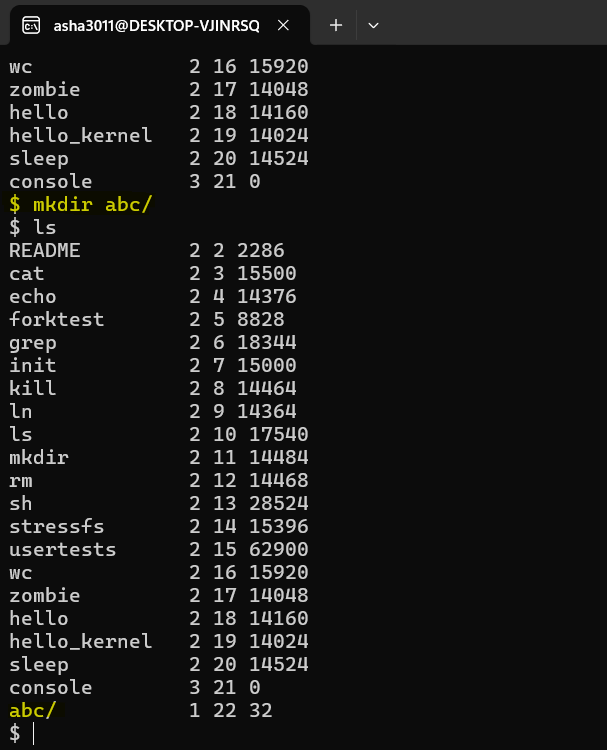 asha3011@DESKTOP-VJINRSQ
wc 2 16 15920
zombie 2 17 14048
hello 2 18 14160
hello_kernel 2 19 14024
sleep 2 20 14524
console 3 21 0
$ mkdir abc/
$ ls
README 2 2 2286
cat 2 3 15500
echo 2 4 14376
forktest 2 5 8828
grep 2 6 18344
init 2 7 15000
kill 2 8 14464
ln 2 9 14364
ls 2 10 17540
mkdir 2 11 14484
rm 2 12 14468
sh 2 13 28524
stressfs 2 14 15396
usertests 2 15 62900
wc 2 16 15920
zombie 2 17 14048
hello 2 18 14160
hello_kernel 2 19 14024
sleep 2 20 14524
console 3 21 0
abc/ 1 22 32
$